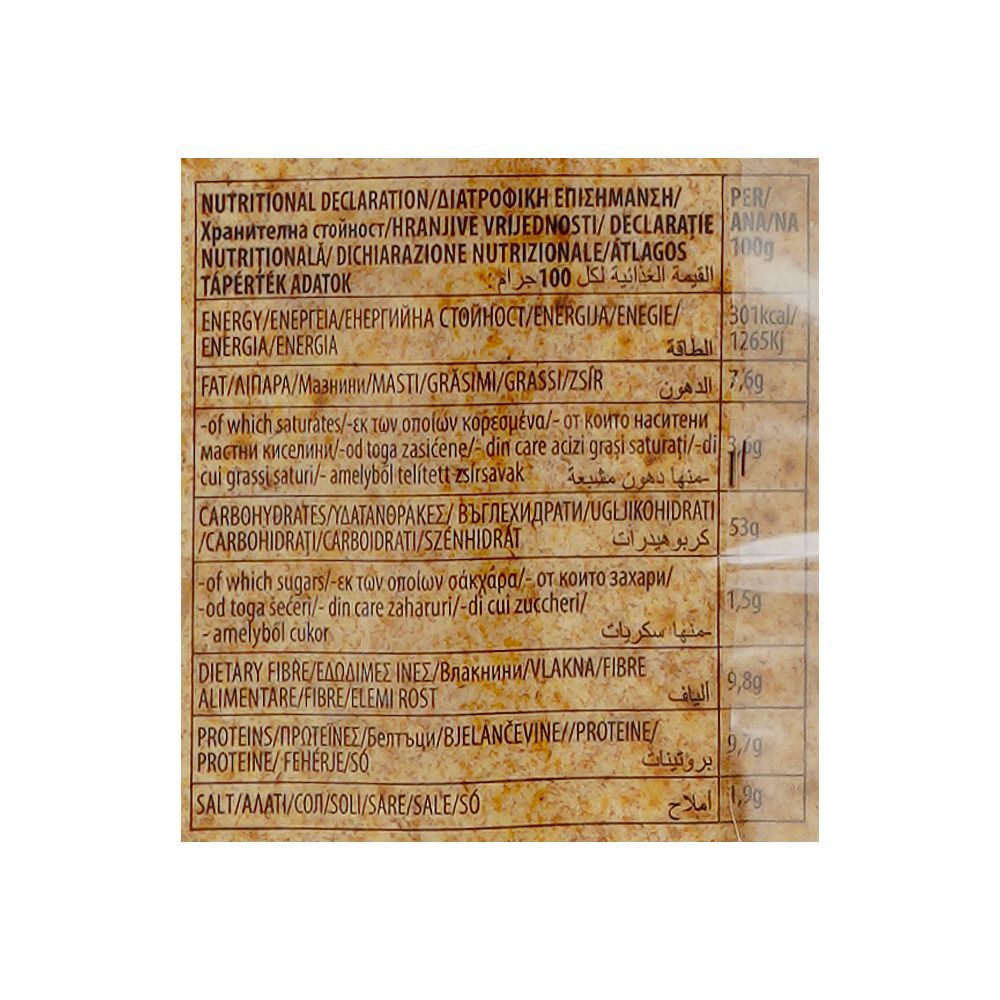 NUTRITIONAL DECLARATION/ΔΙΑΤΡΟΦΙΚΗ ΕΠΙΣΗΜΑΝΣΗ/
Хранителна стойност/HRANJIVE VRIJEDNOSTI/ DECLARAȚIE
NUTRIȚIONALĂ/ DICHIARAZIONE NUTRIZIONALE/ÁTLAGOS
TÁPÉRTÉK ADATOK القيمة الغذائية لكل 100 جرام:
PER/
ANA/NA
100g
ENERGY/ΕΝΕΡΓΕΙΑ/ЕНЕРГИЙНА СТОЙНОСТ/ENERGIJA/ENEGIE/
ENERGIA/ENERGIA الطاقة
301kcal/
1265Kj
FAT/ΛΙΠΑΡΑ/Мазнини/MASTI/GRĂSIMI/GRASSI/ZSÍR الدهون 7,6g
-of which saturates/-εκ των οποίων κορεσμένα/- от които наситени
мастни киселини/-od toga zasićene/- din care acizi grași saturați/-di
cui grassi saturi/- amelyből telített zsírsavak -منها دهون مشبعة
CARBOHYDRATES/ΥΔΑΤΑΝΘΡΑΚΕΣ/ ВЪГЛЕХИДРАТИ/UGLJIKOHIDRATI
/CARBOHIDRAȚI/CARBOIDRATI/SZÉNHIDRÁT كربوهيدرات
53g
-of which sugars/-εκ των οποίων σάκχαρα/- от които захари/
-od toga šećeri/- din care zaharuri/-di cui zuccheri/
- amelyből cukor -منها سكريات
1,5g
DIETARY FIBRE/ΕΔΩΔΙΜΕΣ ΙΝΕΣ/Влакнини/VLAKNA/FIBRE
ALIMENTARE/FIBRE/ELEMI ROST ألياف
9,8g
PROTEINS/ΠΡΩΤΕΪΝΕΣ/Белтъци/BJELANČEVINE//PROTEINE/
PROTEINE/ FEHÉRJE/SÓ بروتينات
9,7g
SALT/ΑΛΑΤΙ/СОЛ/SOLI/SARE/SALE/SÓ أملاح 1,9g